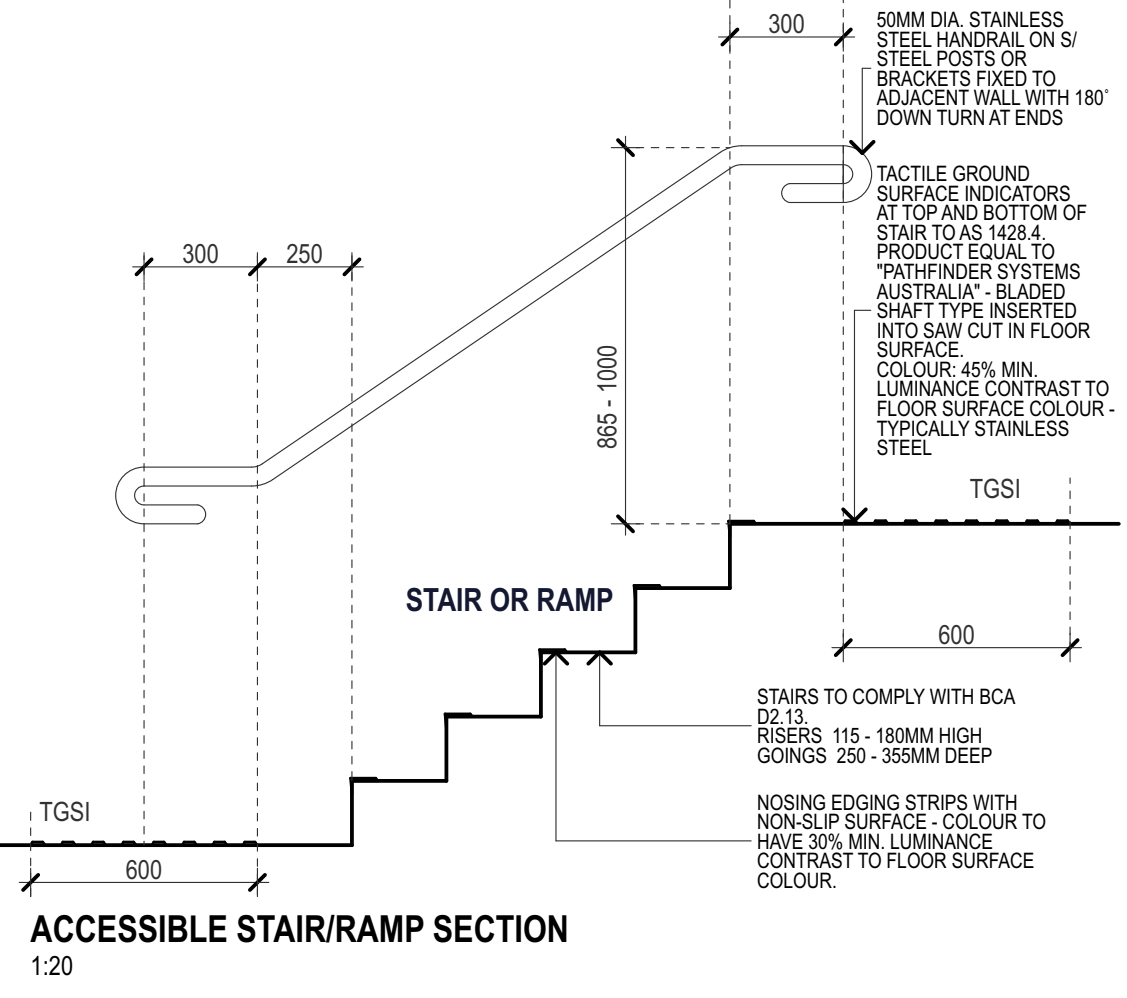 300
50MM DIA. STAINLESS
STEEL HANDRAIL ON S/
STEEL POSTS OR
BRACKETS FIXED TO
ADJACENT WALL WITH 180°
DOWN TURN AT ENDS
TACTILE GROUND
SURFACE INDICATORS
AT TOP AND BOTTOM OF
STAIR TO AS 1428.4.
PRODUCT EQUAL TO
"PATHFINDER SYSTEMS
AUSTRALIA" - BLADED
SHAFT TYPE INSERTED
INTO SAW CUT IN FLOOR
SURFACE.
COLOUR: 45% MIN.
LUMINANCE CONTRAST TO
FLOOR SURFACE COLOUR -
TYPICALLY STAINLESS
STEEL
300
250
865 - 1000
TGSI
STAIR OR RAMP
600
STAIRS TO COMPLY WITH BCA
D2.13.
RISERS 115 - 180MM HIGH
GOINGS 250 - 355MM DEEP
NOSING EDGING STRIPS WITH
NON-SLIP SURFACE - COLOUR TO
HAVE 30% MIN. LUMINANCE
CONTRAST TO FLOOR SURFACE
COLOUR.
TGSI
600
ACCESSIBLE STAIR/RAMP SECTION
1:20